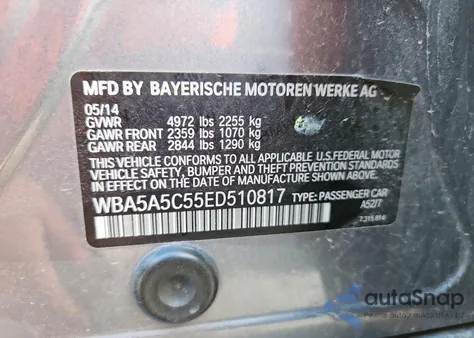 MFD BY BAYERISCHE MOTOREN WERKE AG
05/14
GVWR 4972 lbs 2255 kg
GAWR FRONT 2359 lbs 1070 kg
GAWR REAR 2844 lbs 1290 kg
THIS VEHICLE CONFORMS TO ALL APPLICABLE U.S. FEDERAL MOTOR
VEHICLE SAFETY, BUMPER AND THEFT PREVENTION STANDARDS
IN EFFECT ON THE DATE OF MANUFACTURE SHOWN ABOVE.
WBA5A5C55ED510817 TYPE: PASSENGER CAR
A52IT
autoSnap